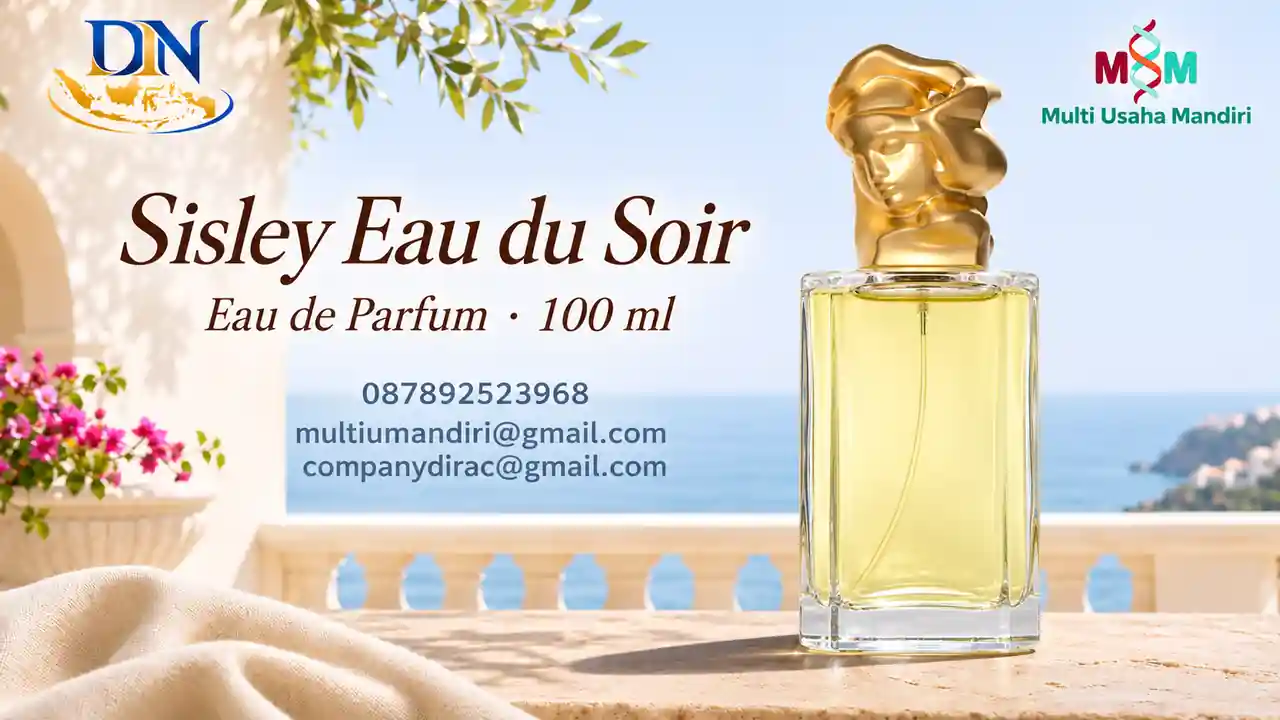 DN
MSM
Multi Usaha Mandiri
Sisley Eau du Soir
Eau de Parfum · 100 ml
087892523968
multiumandiri@gmail.com
companydirac@gmail.com